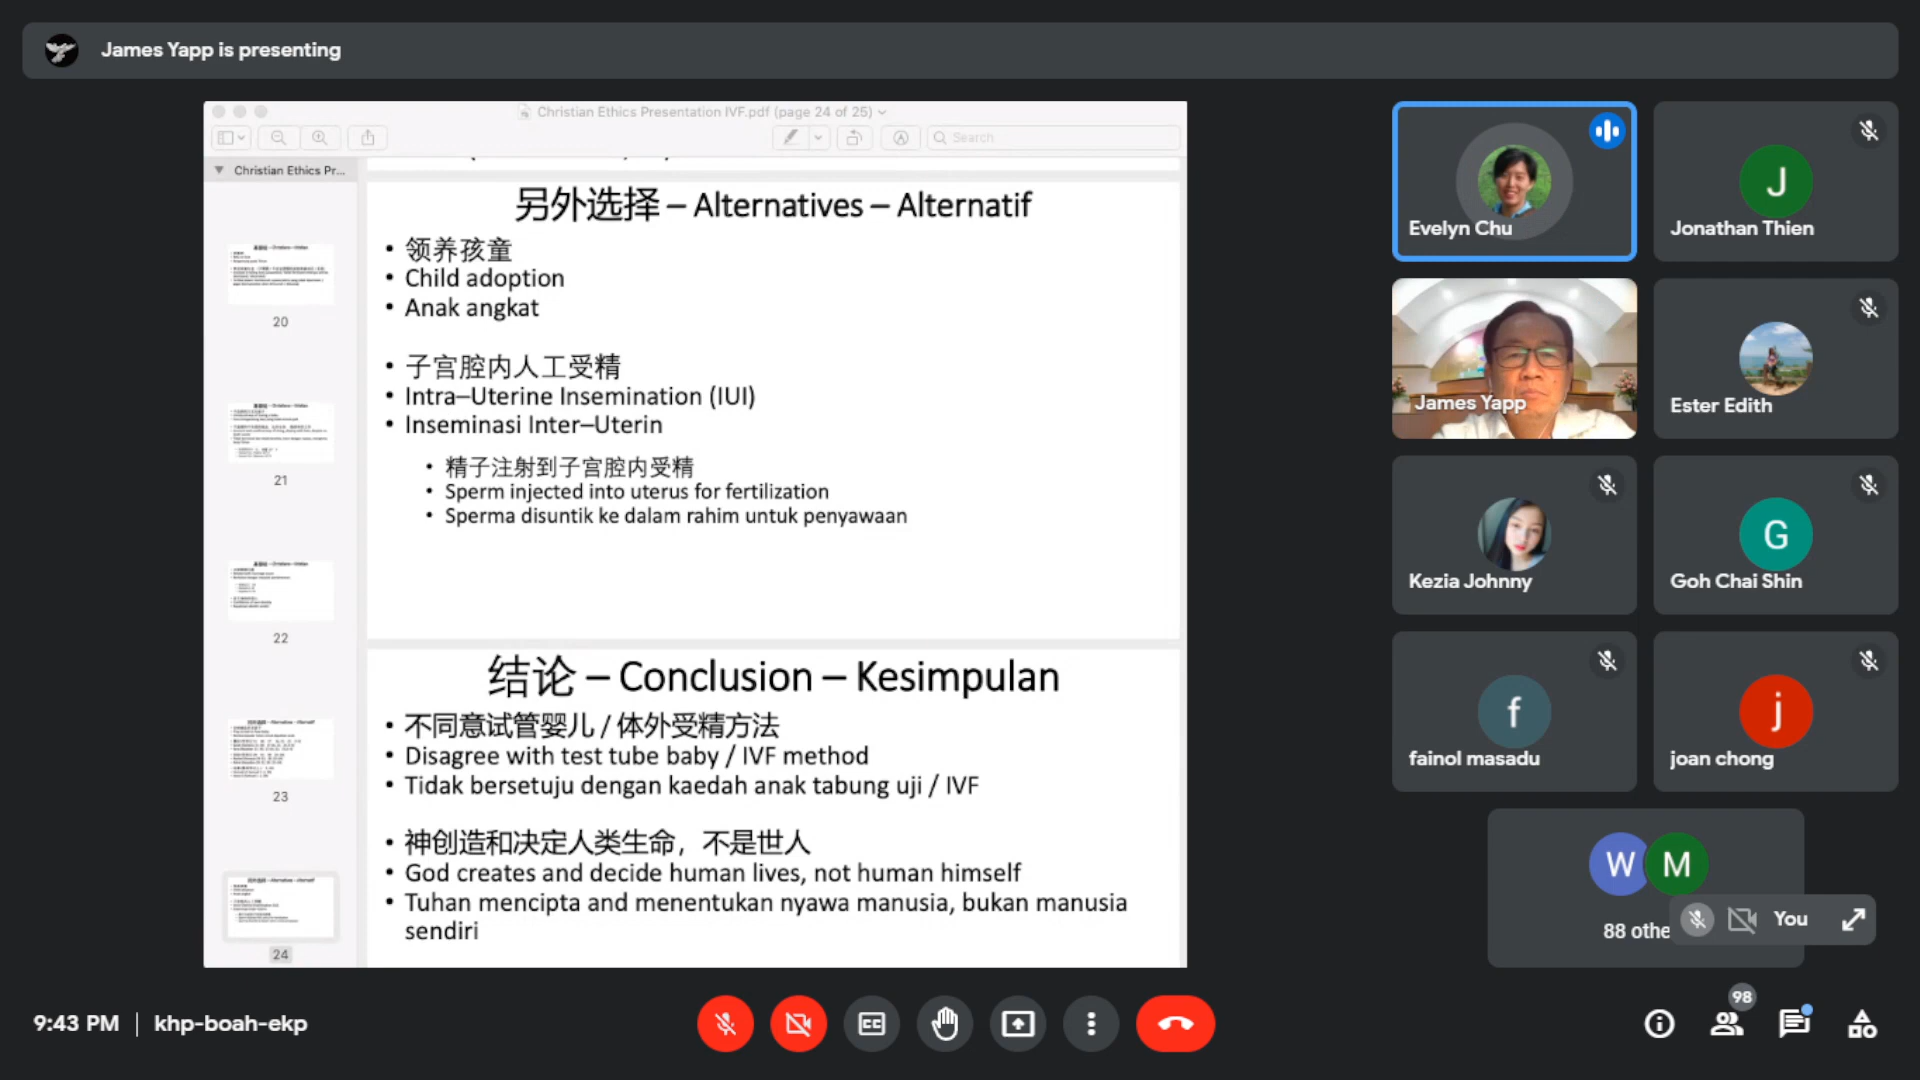 James Yapp is presenting
Christian Ethics Presentation IVF.pdf (page 24 of 25)
Search
Christian Ethics Pr...
20
21
22
23
24
另外选择 – Alternatives – Alternatif
• 领养孩童
• Child adoption
• Anak angkat
• 子宫腔内人工受精
• Intra–Uterine Insemination (IUI)
• Inseminasi Inter–Uterin
• 精子注射到子宫腔内受精
• Sperm injected into uterus for fertilization
• Sperma disuntik ke dalam rahim untuk penyawaan
结论 – Conclusion – Kesimpulan
• 不同意试管婴儿 / 体外受精方法
• Disagree with test tube baby / IVF method
• Tidak bersetuju dengan kaedah anak tabung uji / IVF
• 神创造和决定人类生命，不是世人
• God creates and decide human lives, not human himself
• Tuhan mencipta and menentukan nyawa manusia, bukan manusia
sendiri
Evelyn Chu
J
Jonathan Thien
James Yapp
Ester Edith
Kezia Johnny
G
Goh Chai Shin
f
fainol masadu
j
joan chong
W M
88 othe
You
9:43 PM | khp-boah-ekp
CC
98